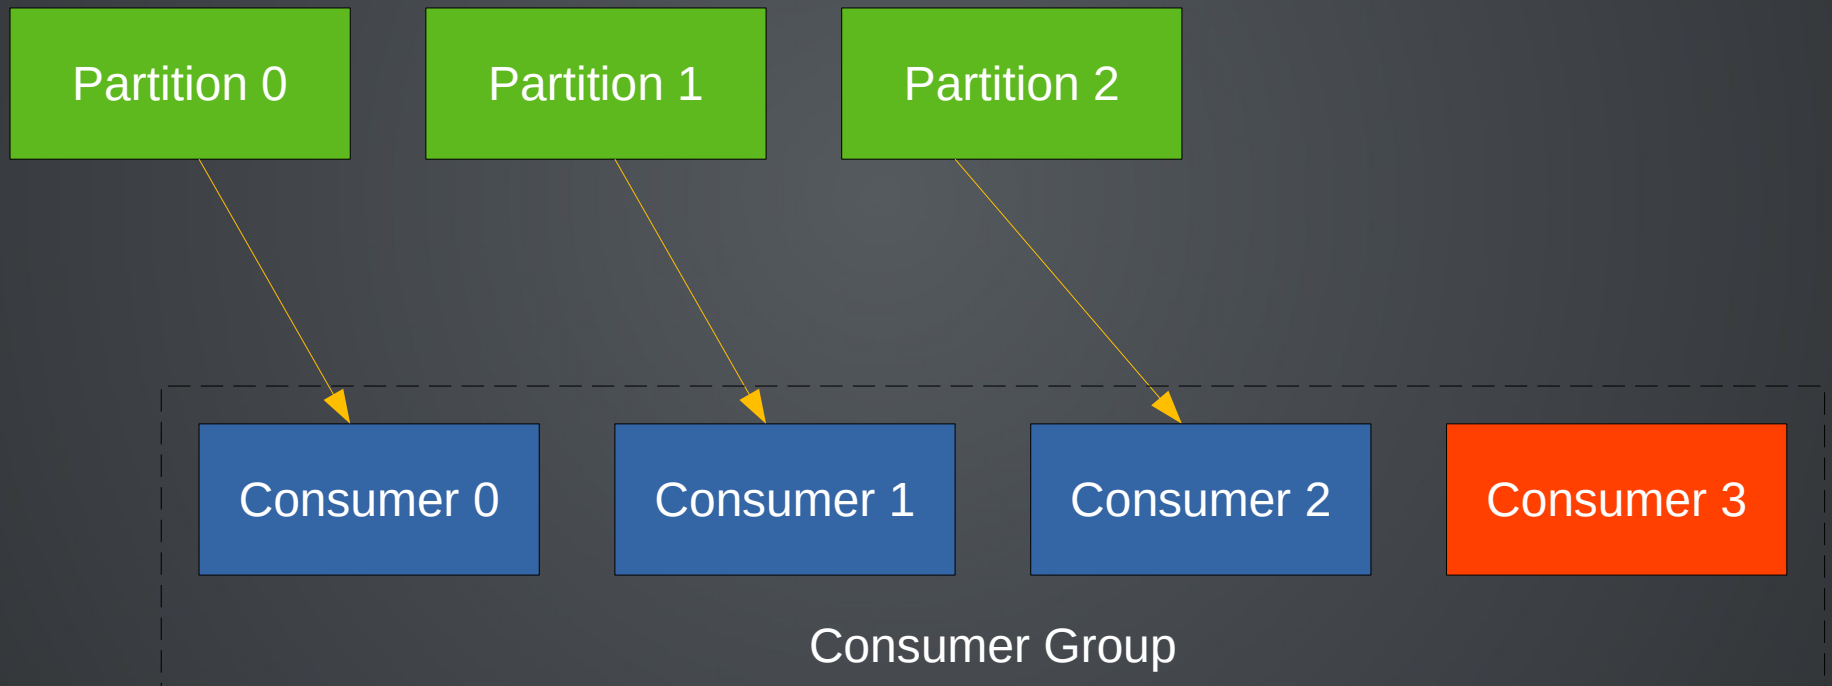 Partition 0
Partition 1
Partition 2
Consumer 0
Consumer 1
Consumer 2
Consumer 3
Consumer Group